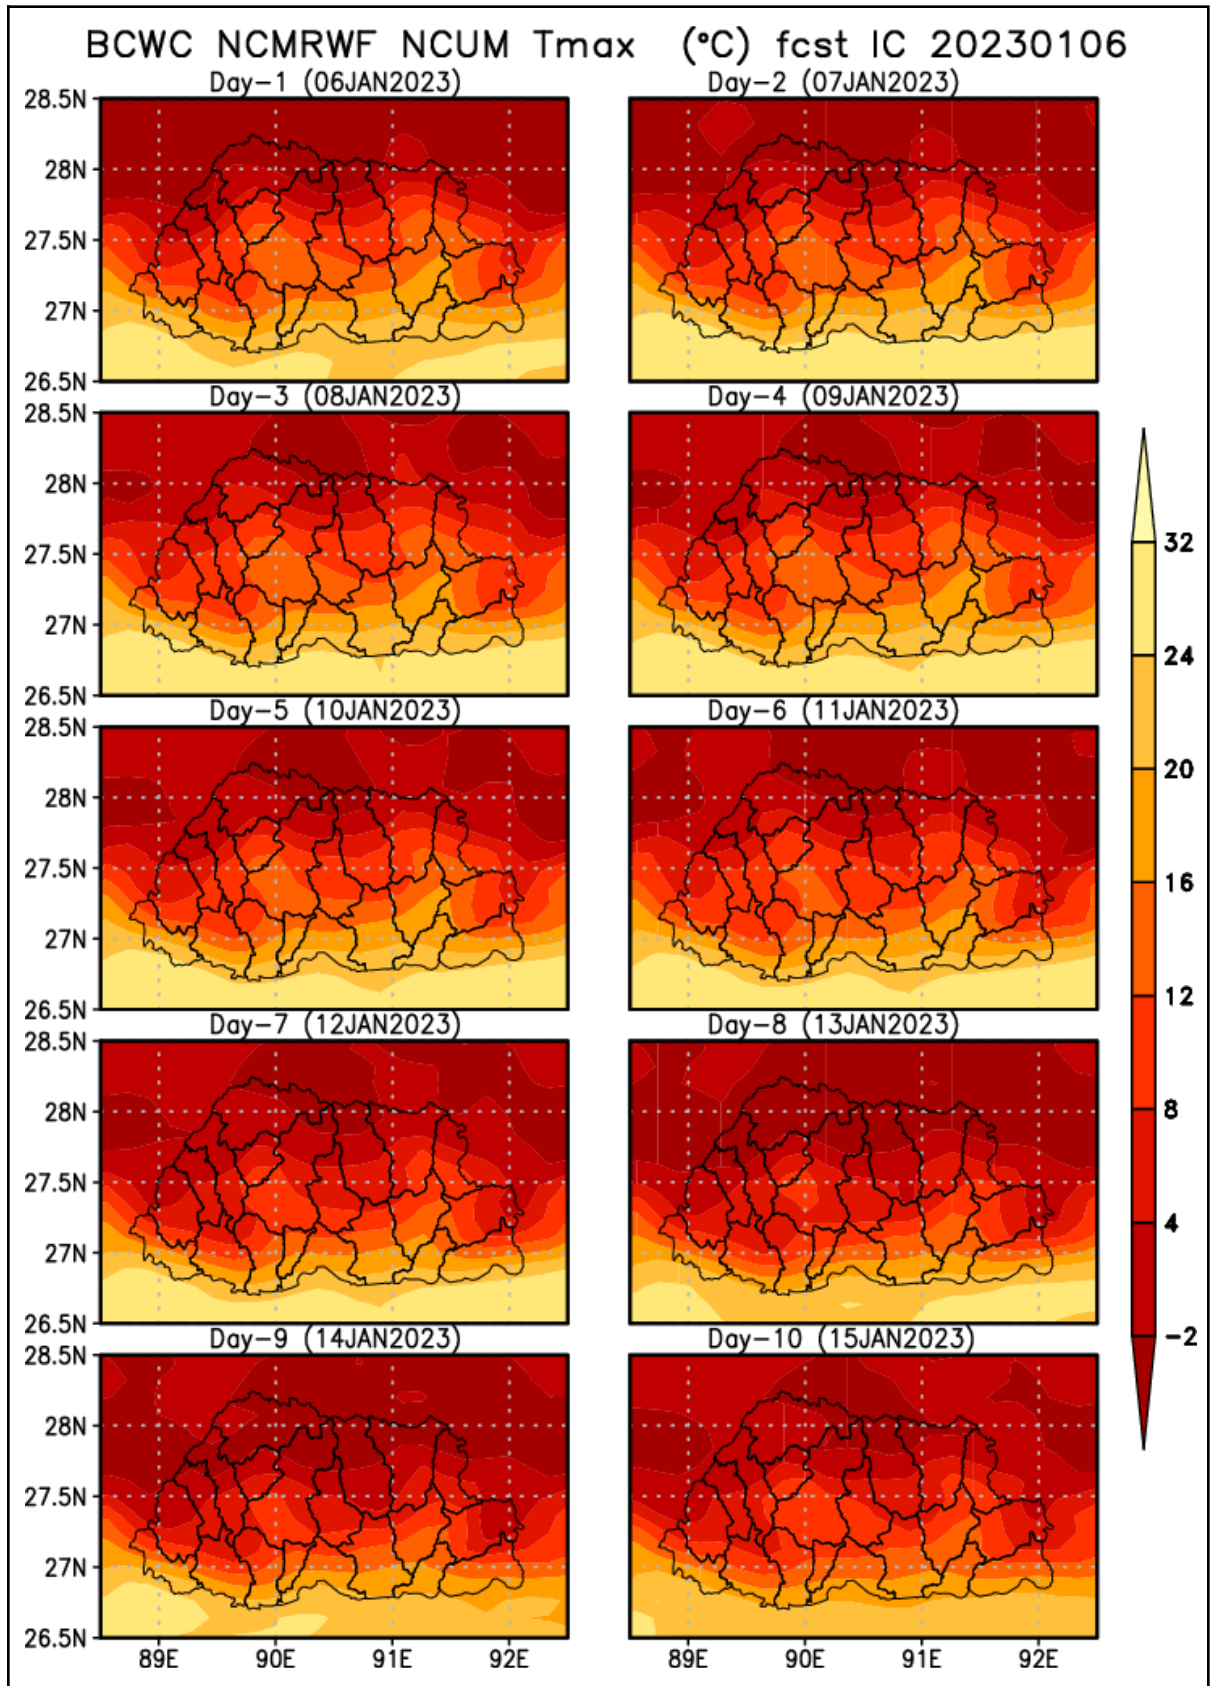 BCWC NCMRWF NCUM Tmax (°C) fcst IC 20230106
Day-1 (06JAN2023)
Day-2 (07JAN2023)
28.5N
28N
27.5N
27N
26.5N
Day-3 (08JAN2023)
Day-4 (09JAN2023)
28.5N
28N
27.5N
27N
26.5N
Day-5 (10JAN2023)
Day-6 (11JAN2023)
28.5N
28N
27.5N
27N
26.5N
Day-7 (12JAN2023)
Day-8 (13JAN2023)
28.5N
28N
27.5N
27N
26.5N
Day-9 (14JAN2023)
Day-10 (15JAN2023)
28.5N
28N
27.5N
27N
26.5N
89E 90E 91E 92E
89E 90E 91E 92E
32
24
20
16
12
8
4
-2